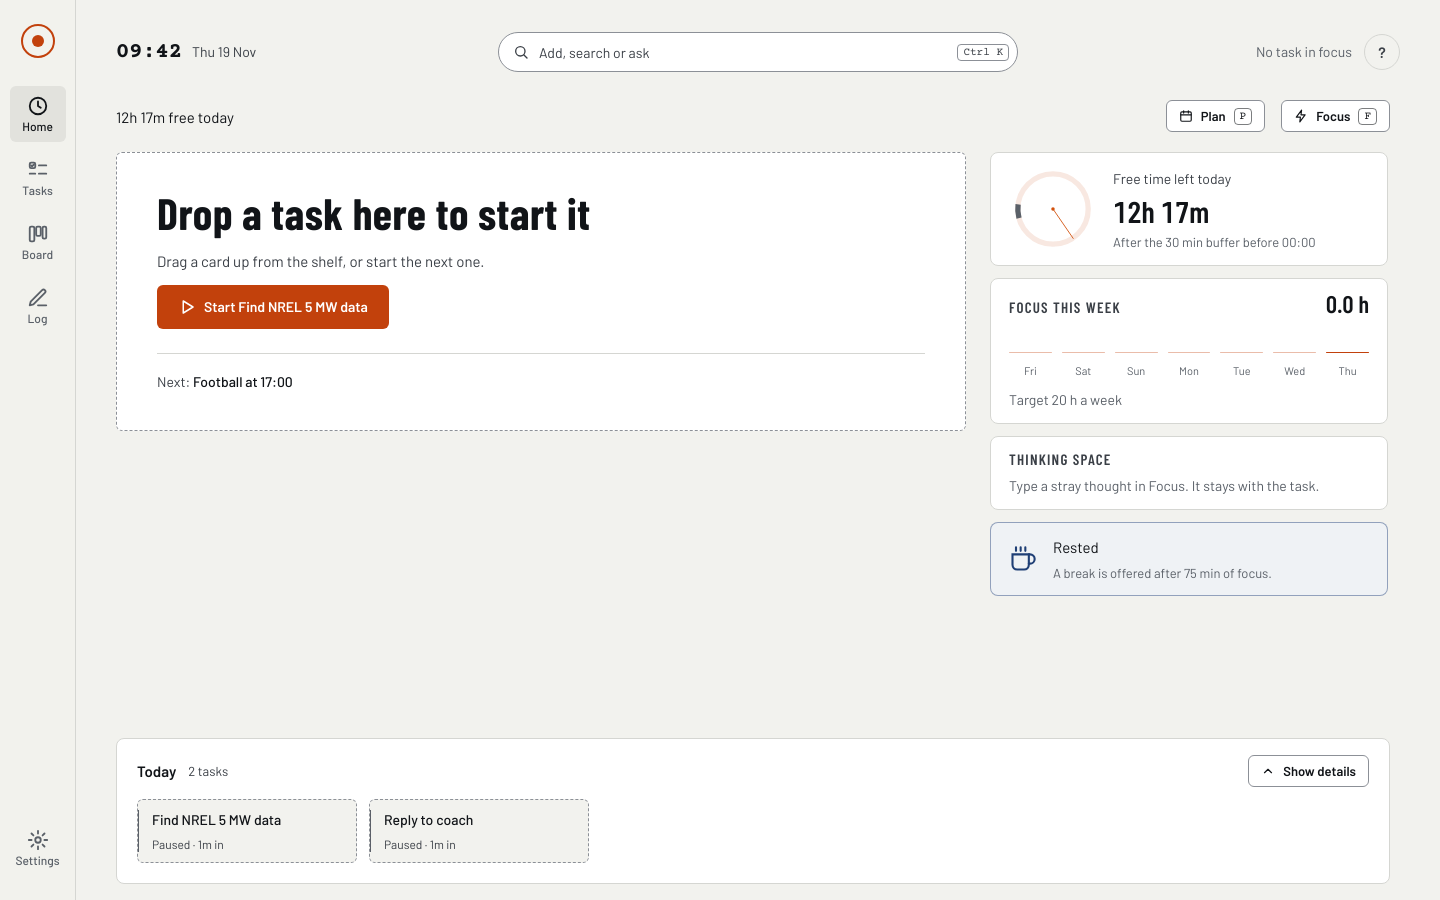 09:42 Thu 19 Nov
Add, search or ask
Ctrl K
No task in focus
?
Home
Tasks
Board
Log
Settings
12h 17m free today
Plan P
Focus F
Drop a task here to start it
Drag a card up from the shelf, or start the next one.
Start Find NREL 5 MW data
Next: Football at 17:00
Free time left today
12h 17m
After the 30 min buffer before 00:00
FOCUS THIS WEEK 0.0 h
Fri Sat Sun Mon Tue Wed Thu
Target 20 h a week
THINKING SPACE
Type a stray thought in Focus. It stays with the task.
Rested
A break is offered after 75 min of focus.
Today 2 tasks
Show details
Find NREL 5 MW data
Paused · 1m in
Reply to coach
Paused · 1m in